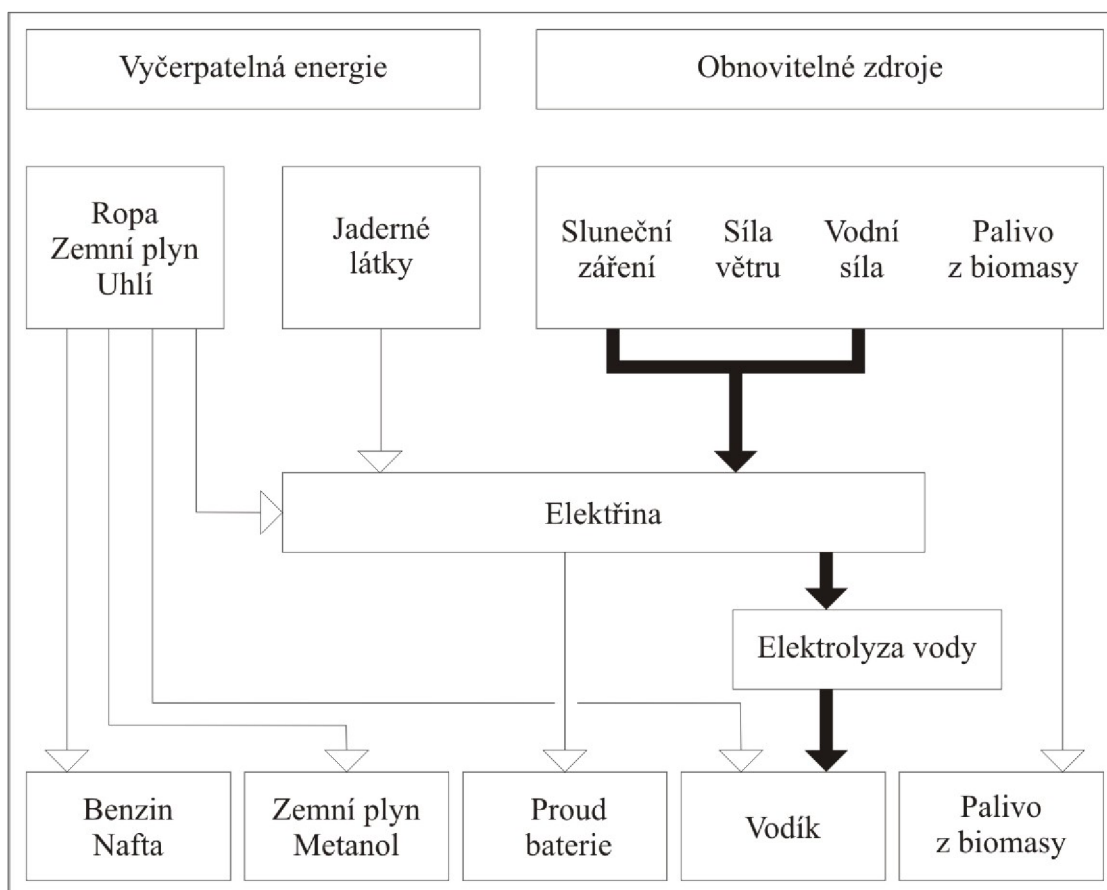 Vyčerpatelná energie
Obnovitelné zdroje
Ropa
Zemní plyn
Uhlí
Jaderné
látky
Sluneční
záření
Síla
větru
Vodní
síla
Palivo
z biomasy
Elektřina
Elektrolyza vody
Benzin
Nafta
Zemní plyn
Metanol
Proud
baterie
Vodík
Palivo
z biomasy